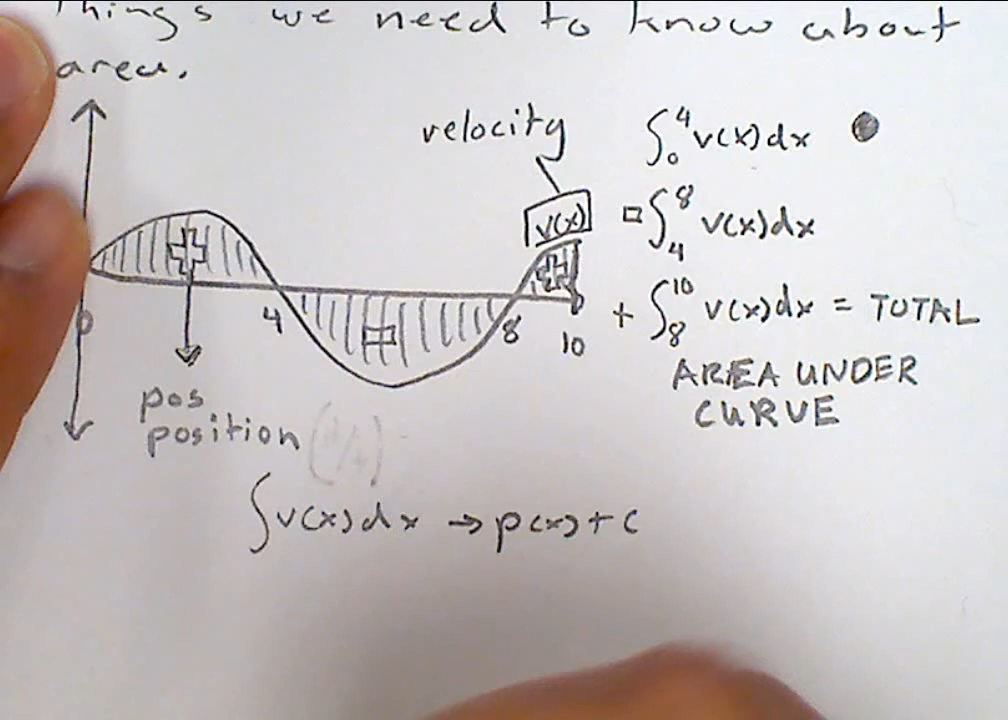 Things we need to know about
area.
velocity
v(x)
∫₀⁴ v(x)dx
-∫₄⁸ v(x)dx
+ ∫₈¹⁰ v(x)dx = TOTAL
AREA UNDER
CURVE
+
-
+
0
4
8
10
pos
position
∫v(x)dx → p(x)+c